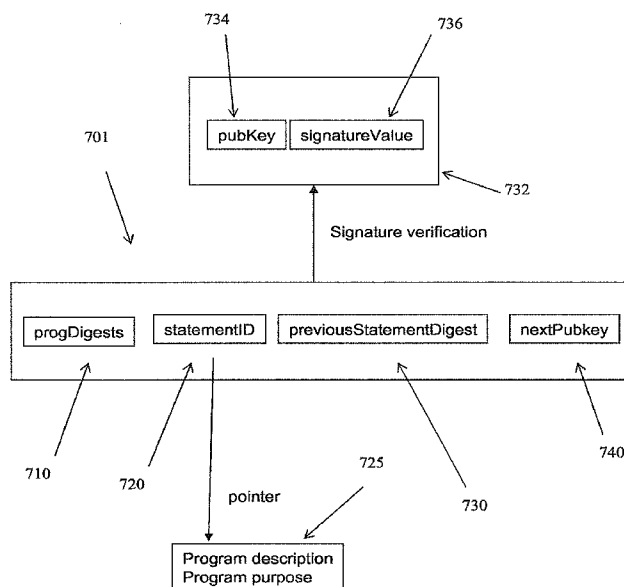 734
736
pubKey
signatureValue
701
732
Signature verification
progDigests
statementID
previousStatementDigest
nextPubkey
710
720
725
730
740
pointer
Program description
Program purpose